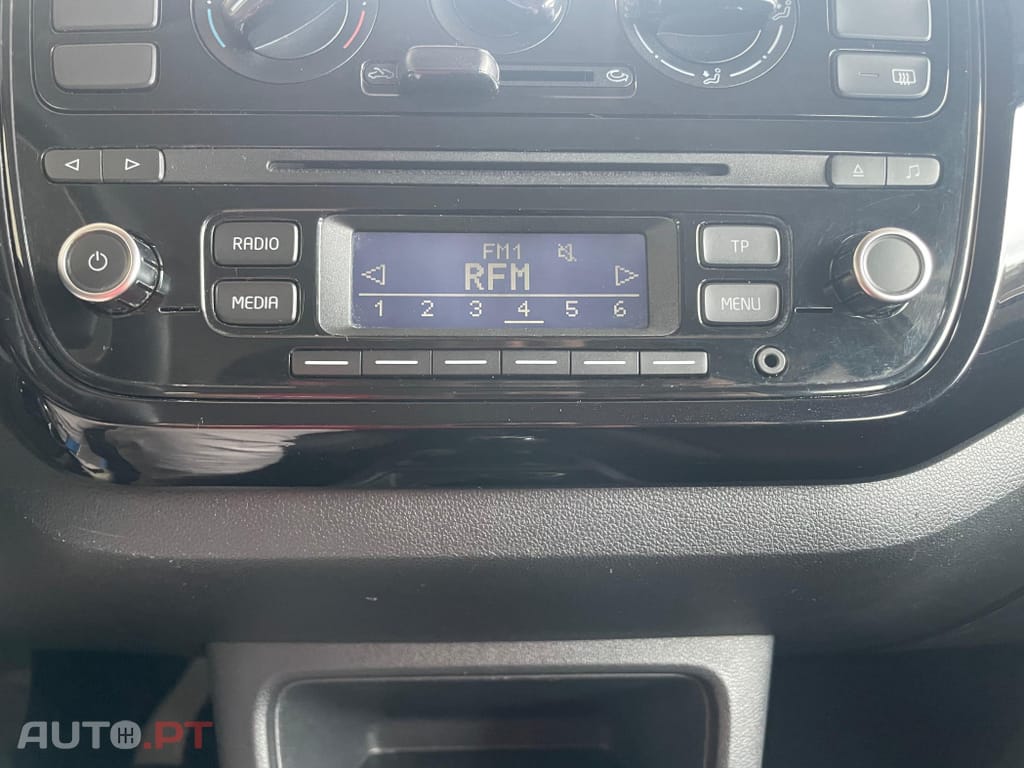 RADIO
MEDIA
FM1
RFM
1 2 3 4 5 6
TP
MENU
AUTO.PT